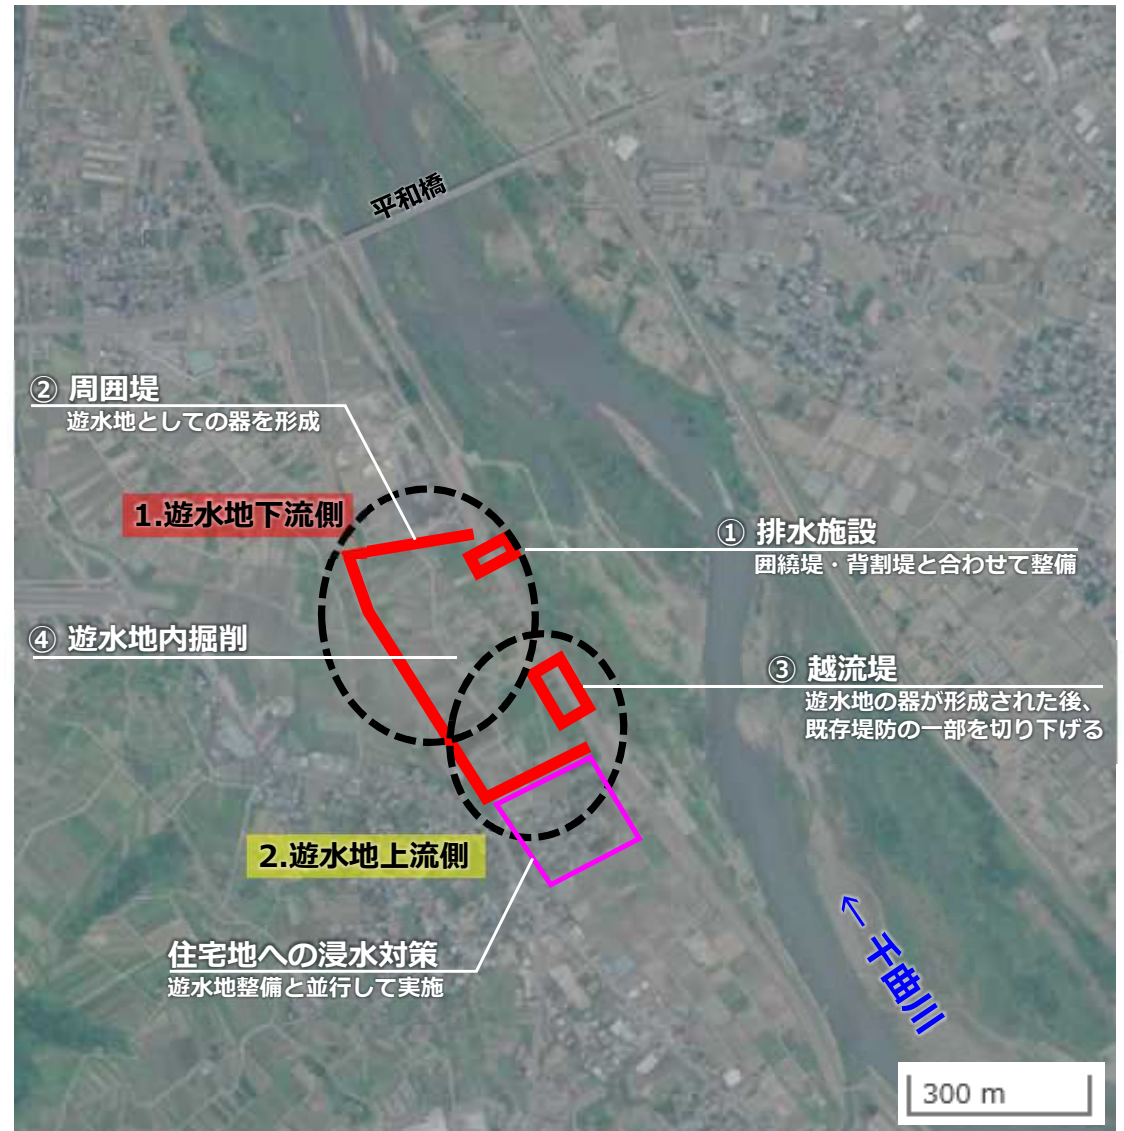 平和橋
② 周囲堤
遊水地としての器を形成
1.遊水地下流側
① 排水施設
囲繞堤・背割堤と合わせて整備
④ 遊水地内掘削
③ 越流堤
遊水地の器が形成された後、
既存堤防の一部を切り下げる
2.遊水地上流側
住宅地への浸水対策
遊水地整備と並行して実施
←千曲川
300 m